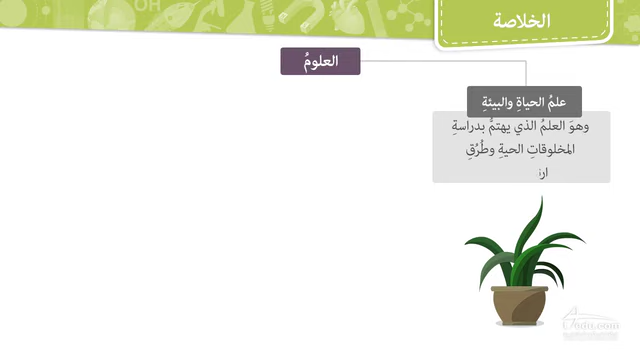 الخلاصة
العلومُ
علمُ الحياةِ والبيئةِ
وهوَ العلمُ الذي يهتمُّ بدراسةِ
المخلوقاتِ الحيةِ وطُرُقِ